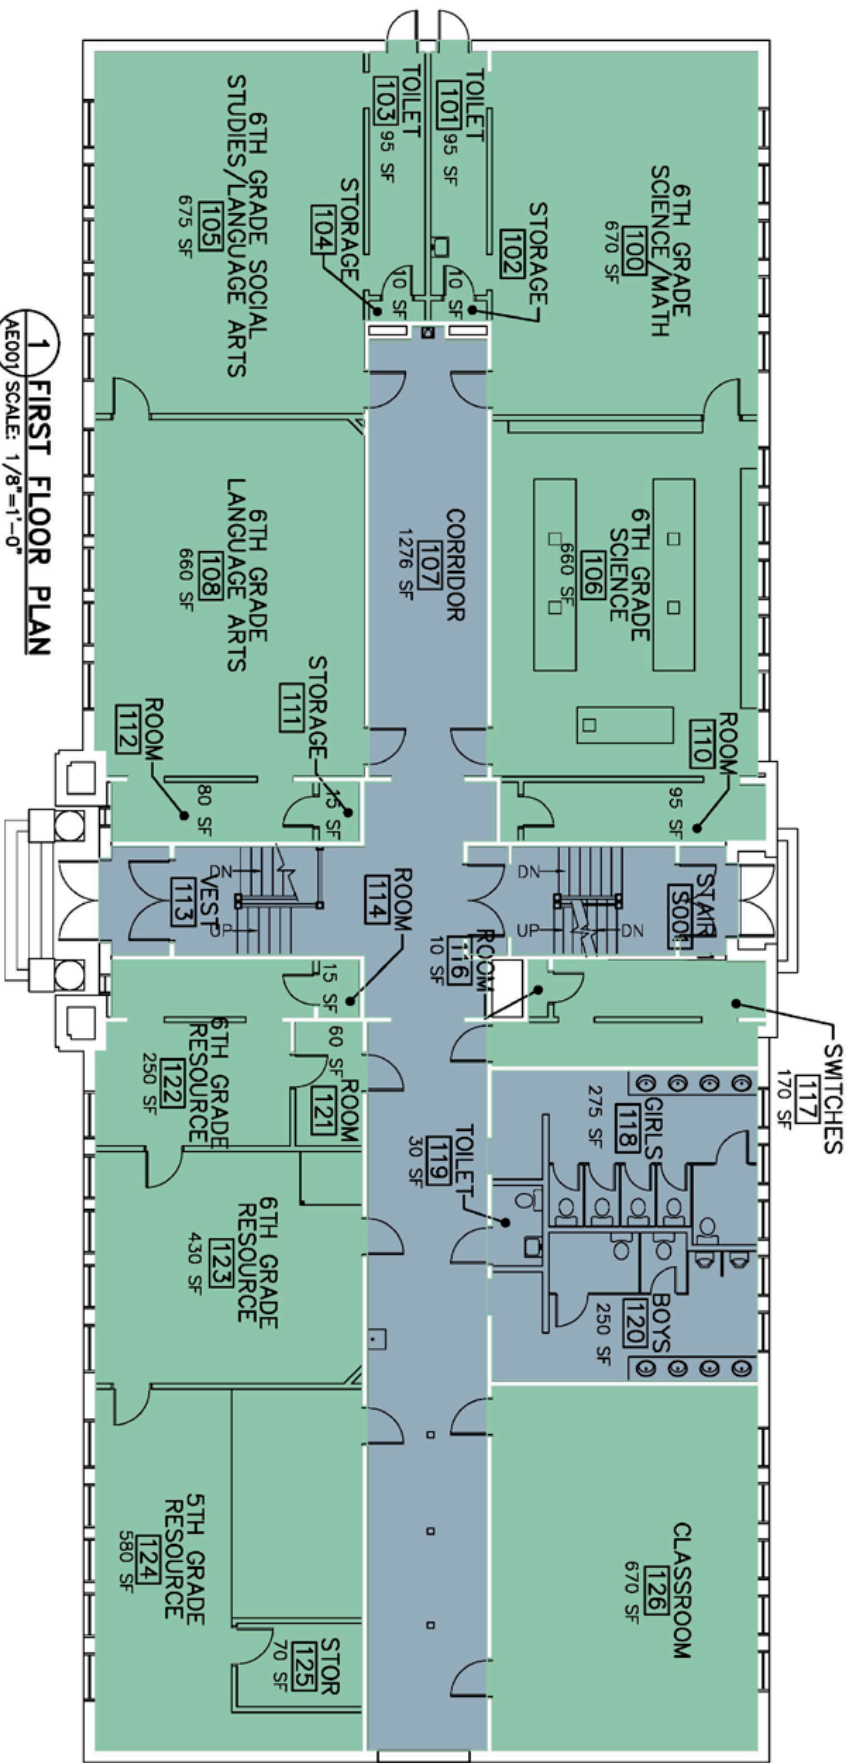 6TH GRADE
SCIENCE/MATH
100
670 SF
TOILET
101
95 SF
STORAGE
102
10 SF
TOILET
103
95 SF
STORAGE
104
10 SF
6TH GRADE SOCIAL
STUDIES/LANGUAGE ARTS
105
675 SF
6TH GRADE
SCIENCE
106
660 SF
CORRIDOR
107
1276 SF
6TH GRADE
LANGUAGE ARTS
108
660 SF
ROOM
110
95 SF
STORAGE
111
15 SF
ROOM
112
80 SF
STAIR 1
S001
DN
UP
DN
VEST
113
DN
UP
ROOM
114
15 SF
ROOM
116
10 SF
SWITCHES
117
170 SF
GIRLS
118
275 SF
TOILET
119
30 SF
BOYS
120
250 SF
ROOM
121
60 SF
6TH GRADE
RESOURCE
122
250 SF
6TH GRADE
RESOURCE
123
430 SF
5TH GRADE
RESOURCE
124
580 SF
STOR
125
70 SF
CLASSROOM
126
670 SF
1 FIRST FLOOR PLAN
AE001 SCALE: 1/8"=1'-0"